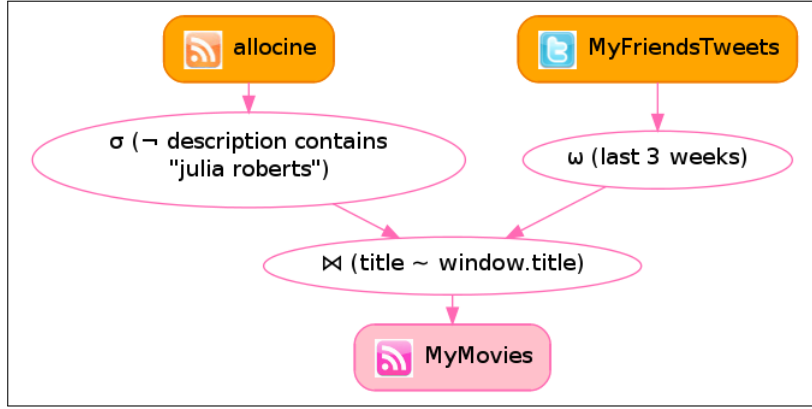 allocine
MyFriendsTweets
σ (¬ description contains
"julia roberts")
ω (last 3 weeks)
⋈ (title ~ window.title)
MyMovies